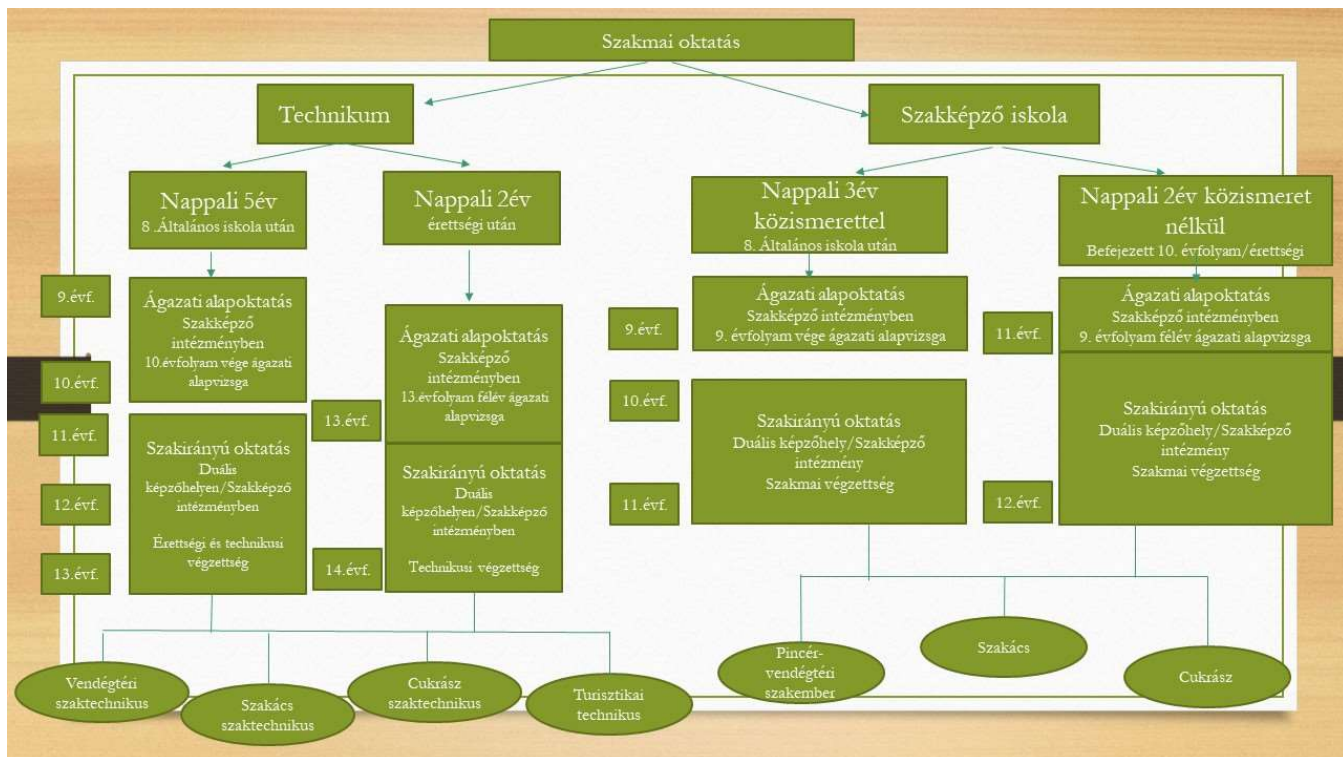 Szakmai oktatás
Technikum
Szakképző iskola
Nappali 5év
8 .Általános iskola után
Nappali 2év
érettségi után
Nappali 3év
közismerettel
8. Általános iskola után
Nappali 2év közismeret
nélkül
Befejezett 10. évfolyam/érettségi
9.évf.
10.évf.
11.évf.
12.évf.
13.évf.
Ágazati alapoktatás
Szakképző
intézményben
10.évfolyam vége ágazati
alapvizsga
Szakirányú oktatás
Duális
képzőhelyen/Szakképző
intézményben
Érettségi és technikusi
végzettség
13.évf.
14.évf.
Ágazati alapoktatás
Szakképző
intézményben
13.évfolyam félév ágazati
alapvizsga
Szakirányú oktatás
Duális
képzőhelyen/Szakképző
intézményben
Technikusi végzettség
9.évf.
10.évf.
11.évf.
Ágazati alapoktatás
Szakképző intézményben
9. évfolyam vége ágazati alapvizsga
Szakirányú oktatás
Duális képzőhely/Szakképző
intézmény
Szakmai végzettség
11.évf.
12.évf.
Ágazati alapoktatás
Szakképző intézményben
9. évfolyam félév ágazati alapvizsga
Szakirányú oktatás
Duális képzőhely/Szakképző
intézmény
Szakmai végzettség
Vendégtéri
szaktechnikus
Szakács
szaktechnikus
Cukrász
szaktechnikus
Turisztikai
technikus
Pincér-
vendégtéri
szakember
Szakács
Cukrász